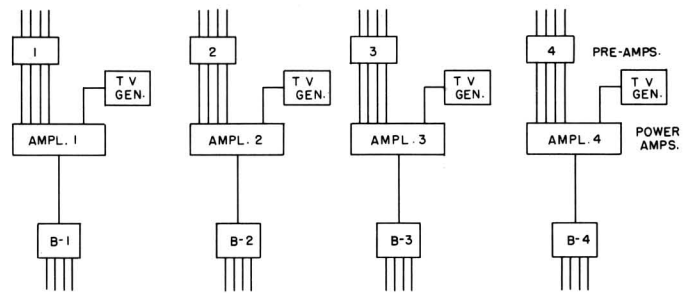 1
2
3
4
PRE-AMPS.
T V
GEN.
T V
GEN.
T V
GEN.
T V
GEN.
AMPL. 1
AMPL. 2
AMPL. 3
AMPL. 4
POWER
AMPS.
B-1
B-2
B-3
B-4